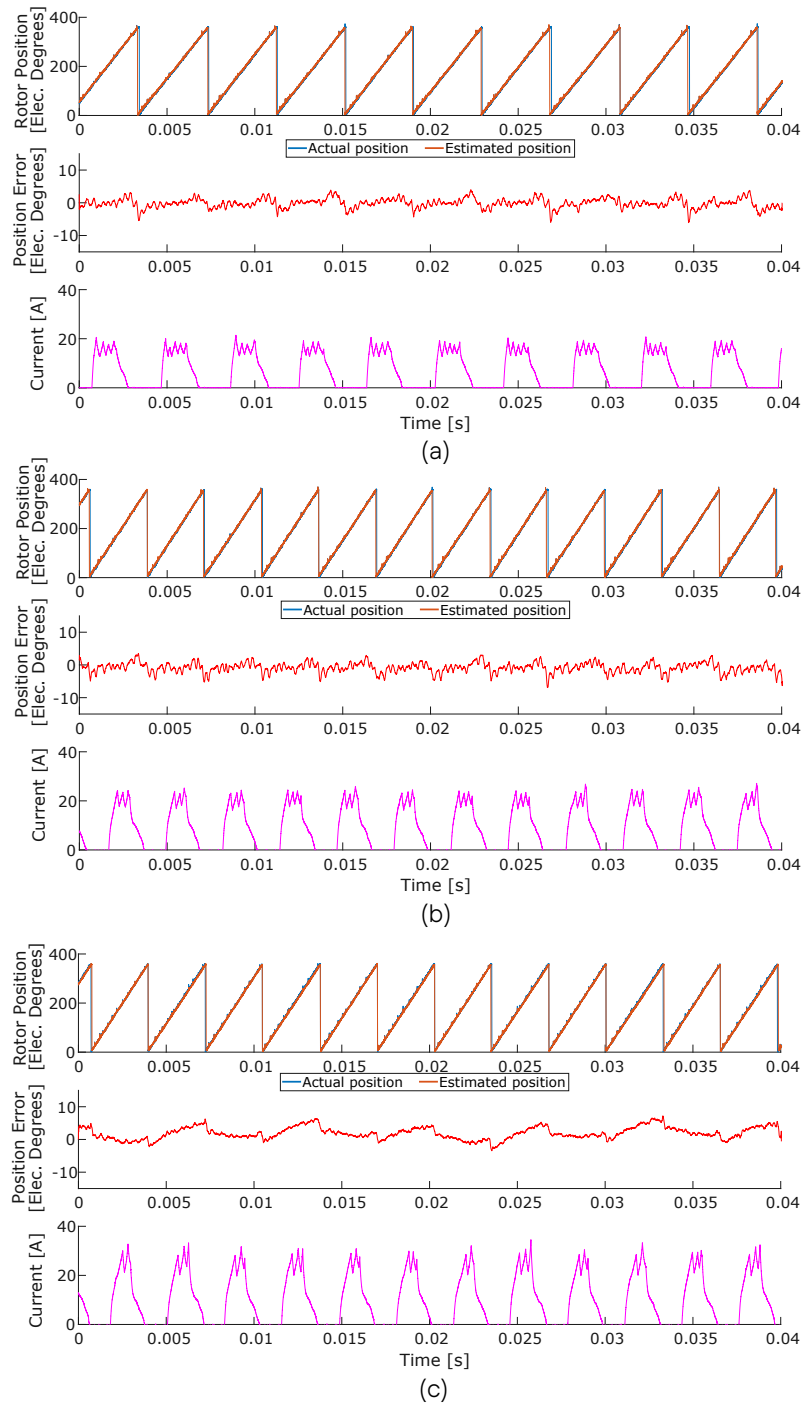 Rotor Position
[Elec. Degrees]
400
200
0
0 0.005 0.01 0.015 0.02 0.025 0.03 0.035 0.04
Actual position Estimated position
Position Error
[Elec. Degrees]
10
0
-10
0 0.005 0.01 0.015 0.02 0.025 0.03 0.035 0.04
Current [A]
40
20
0
0 0.005 0.01 0.015 0.02 0.025 0.03 0.035 0.04
Time [s]
(a)
Rotor Position
[Elec. Degrees]
400
200
0
0 0.005 0.01 0.015 0.02 0.025 0.03 0.035 0.04
Actual position Estimated position
Position Error
[Elec. Degrees]
10
0
-10
0 0.005 0.01 0.015 0.02 0.025 0.03 0.035 0.04
Current [A]
40
20
0
0 0.005 0.01 0.015 0.02 0.025 0.03 0.035 0.04
Time [s]
(b)
Rotor Position
[Elec. Degrees]
400
200
0
0 0.005 0.01 0.015 0.02 0.025 0.03 0.035 0.04
Actual position Estimated position
Position Error
[Elec. Degrees]
10
0
-10
0 0.005 0.01 0.015 0.02 0.025 0.03 0.035 0.04
Current [A]
40
20
0
0 0.005 0.01 0.015 0.02 0.025 0.03 0.035 0.04
Time [s]
(c)